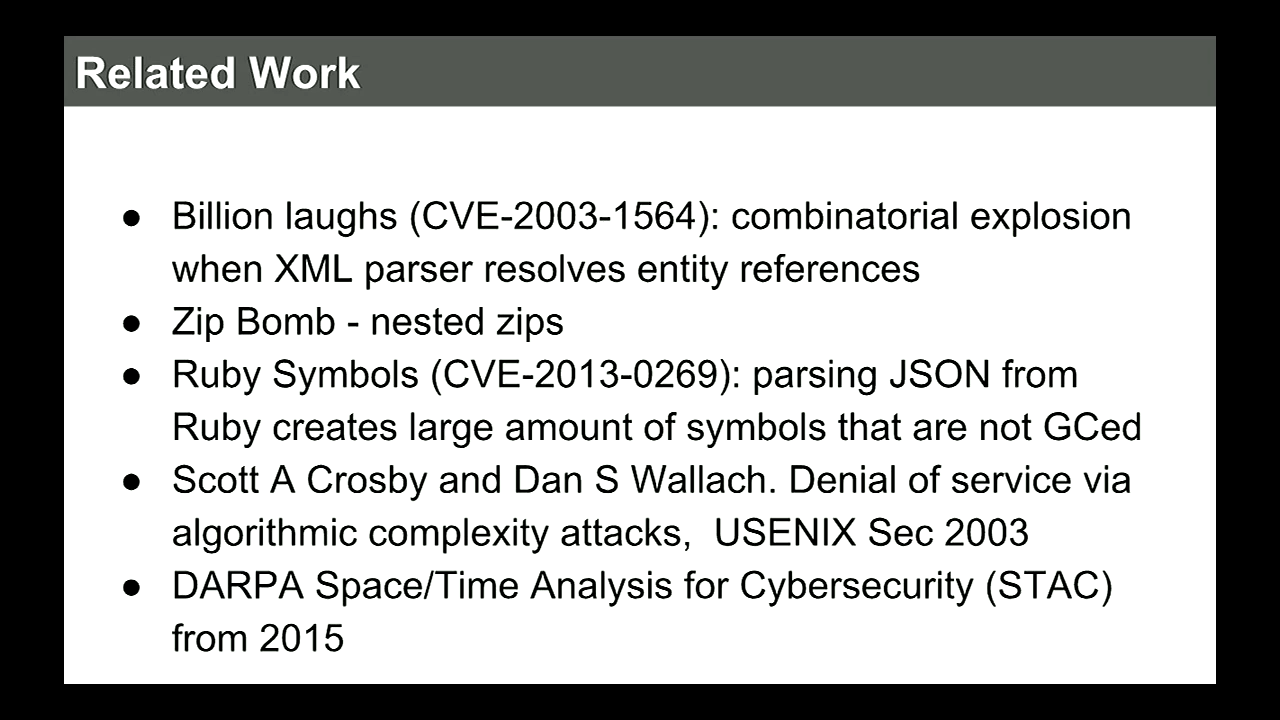 Related Work
● Billion laughs (CVE-2003-1564): combinatorial explosion
when XML parser resolves entity references
● Zip Bomb - nested zips
● Ruby Symbols (CVE-2013-0269): parsing JSON from
Ruby creates large amount of symbols that are not GCed
● Scott A Crosby and Dan S Wallach. Denial of service via
algorithmic complexity attacks,  USENIX Sec 2003
● DARPA Space/Time Analysis for Cybersecurity (STAC)
from 2015